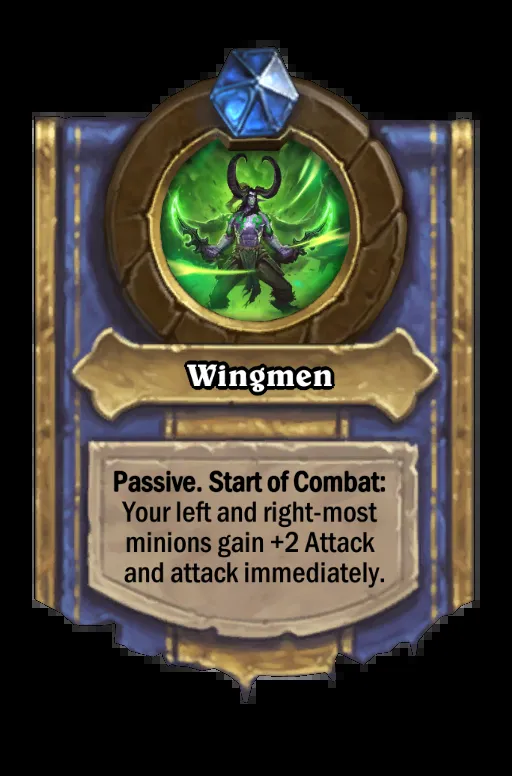 Wingmen
Passive. Start of Combat:
Your left and right-most
minions gain +2 Attack
and attack immediately.